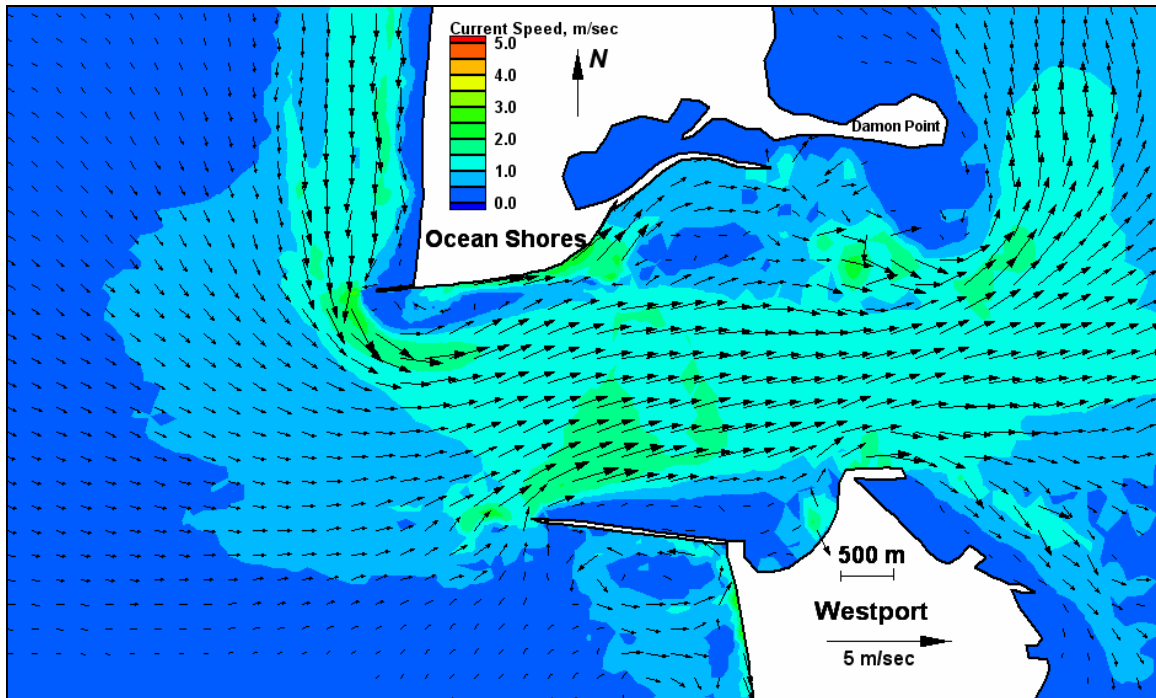 Current Speed, m/sec
5.0
4.0
3.0
2.0
1.0
0.0
N
Damon Point
Ocean Shores
500 m
Westport
5 m/sec